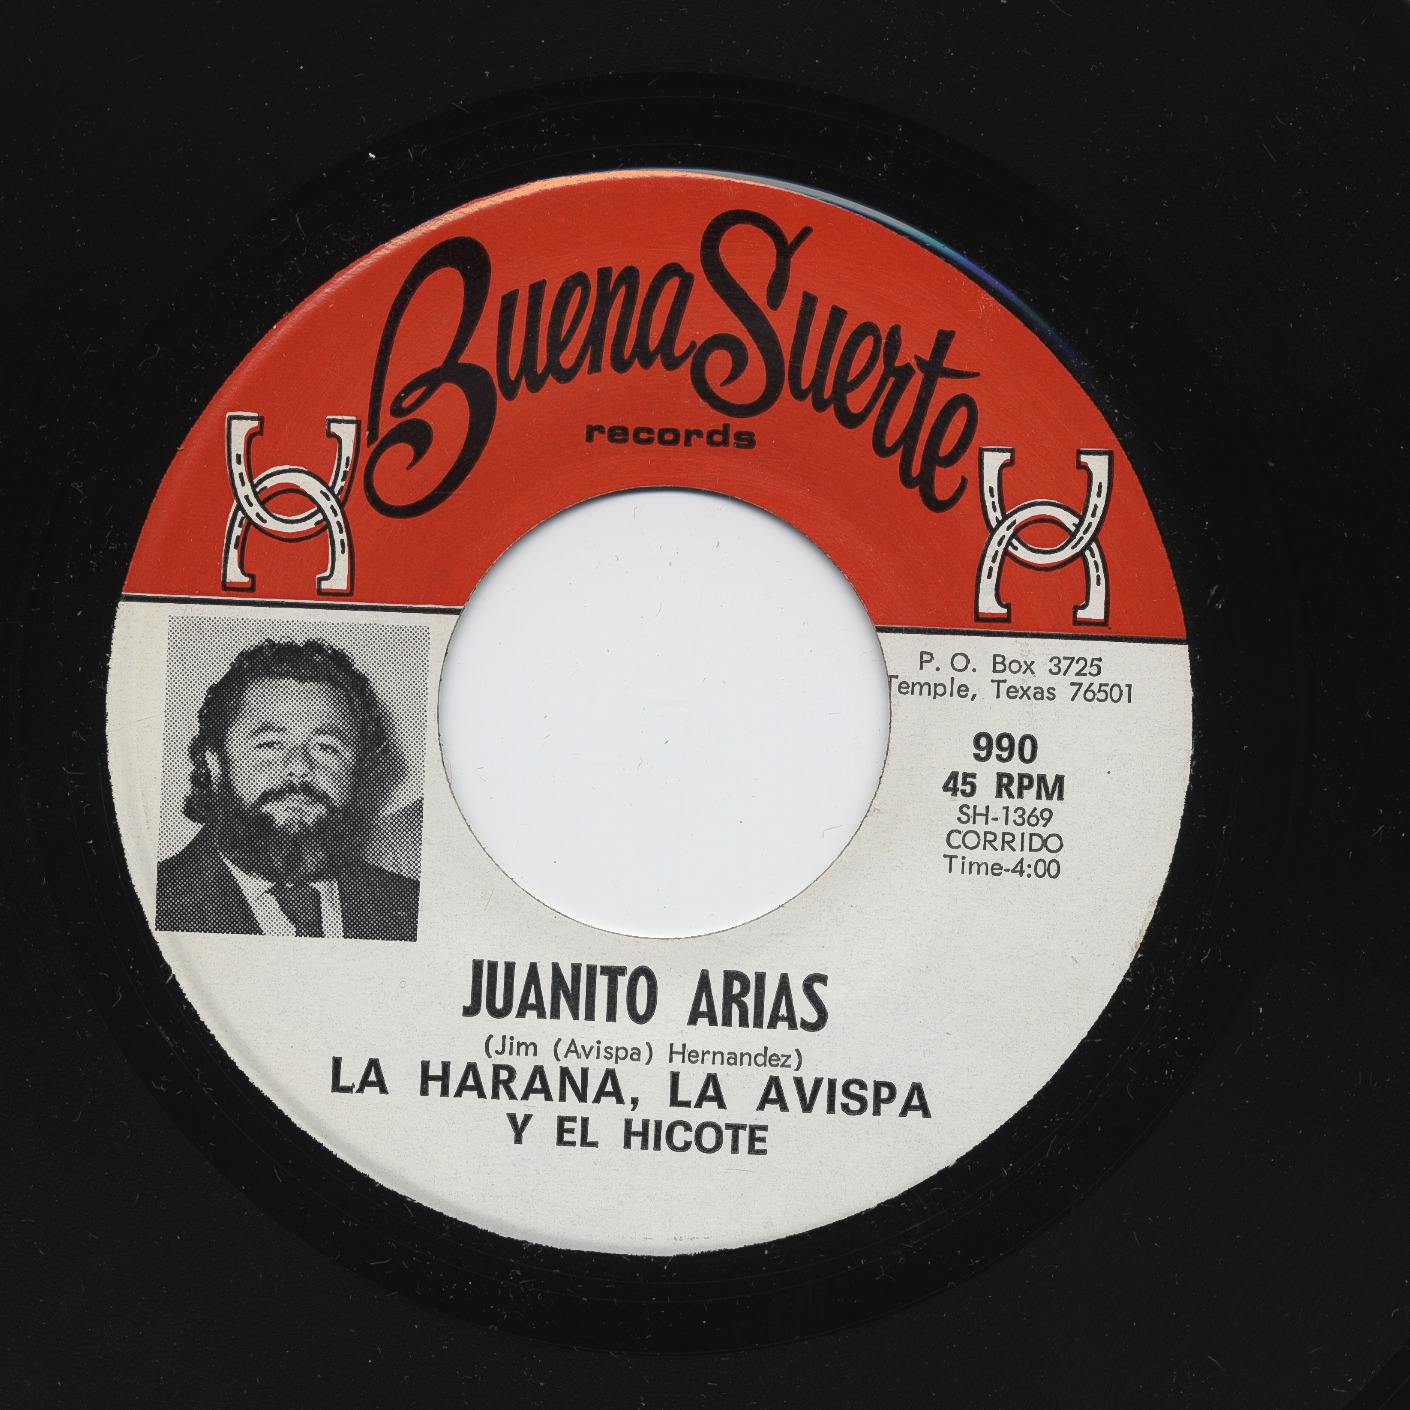 Buena Suerte
records
P. O. Box 3725
Temple, Texas 76501
990
45 RPM
SH-1369
CORRIDO
Time-4:00
JUANITO ARIAS
(Jim (Avispa) Hernandez)
LA HARANA, LA AVISPA
Y EL HICOTE